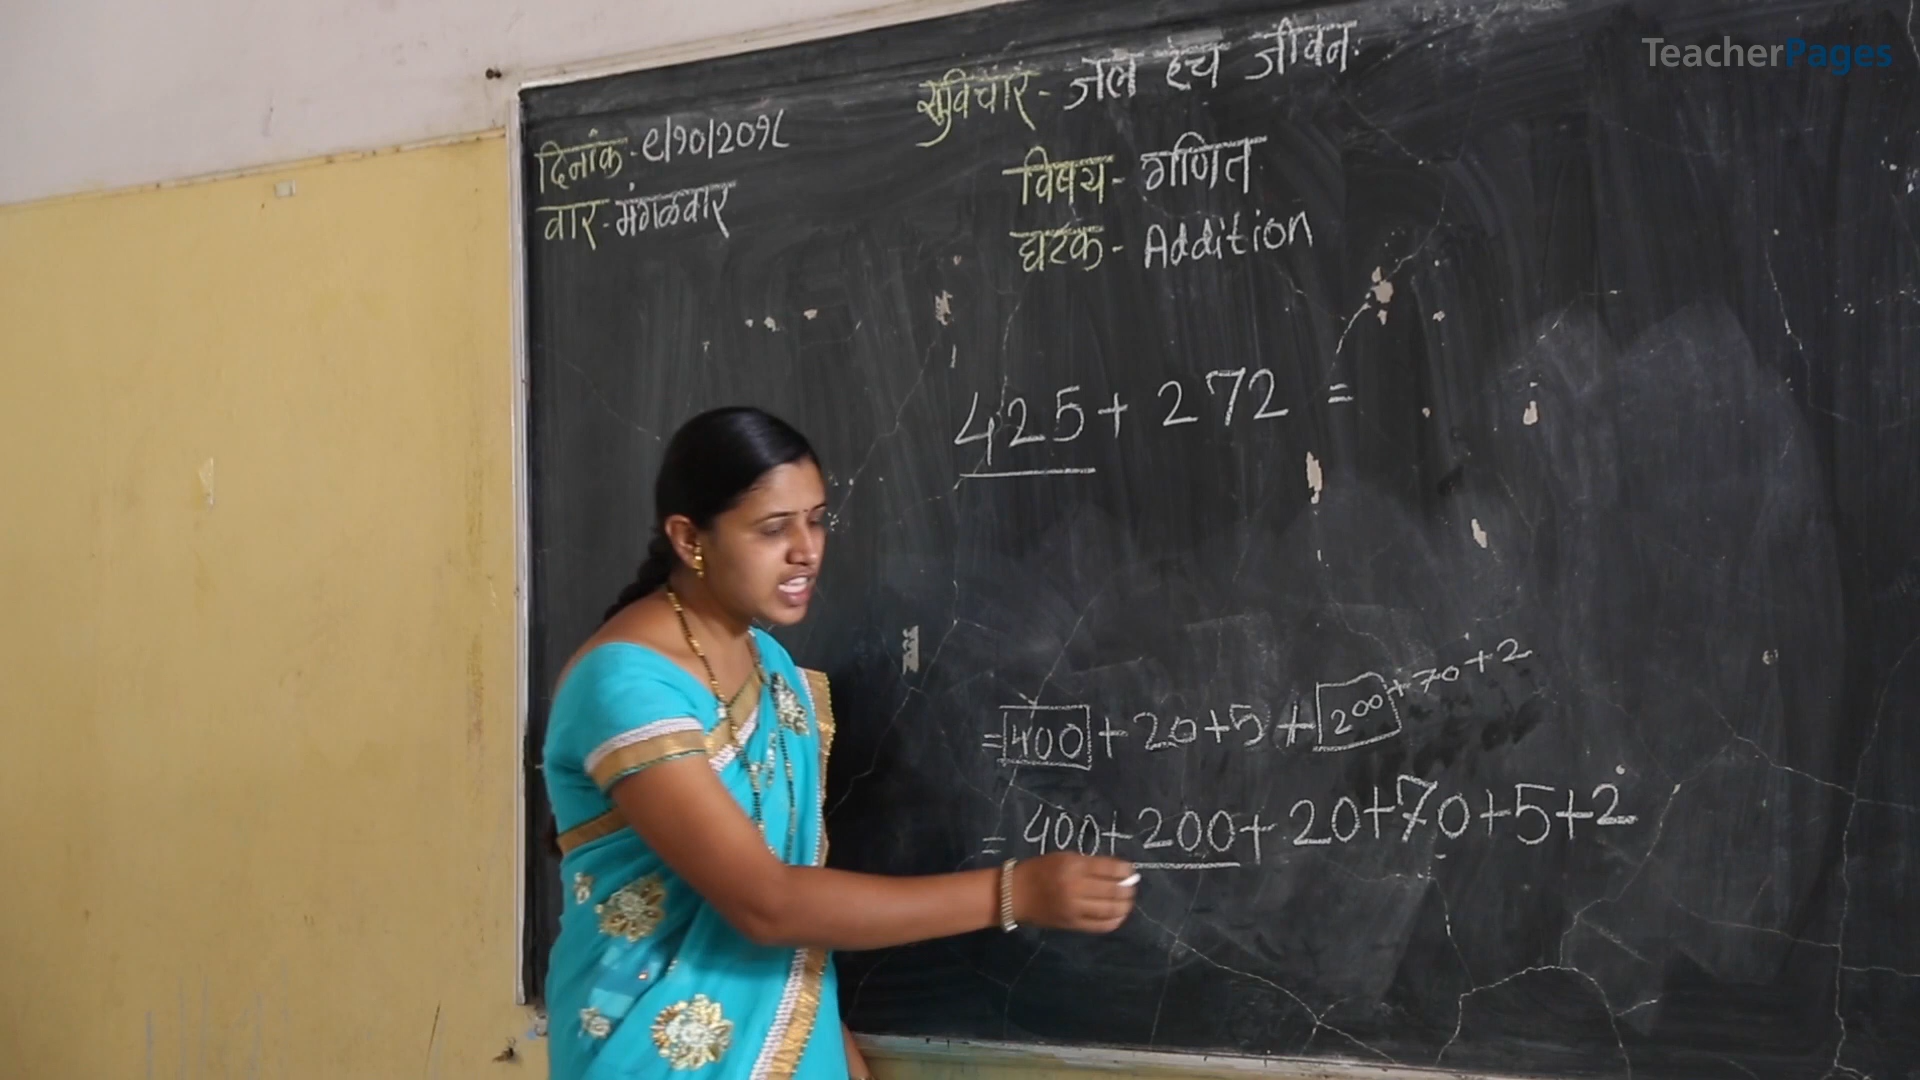 TeacherPages
सुविचार - जल हेच जीवन.
दिनांक - ९/१०/२०१८
वार - मंगळवार
विषय - गणित
घटक - Addition
425 + 272 =
= 400 + 20 + 5 + 200 + 70 + 2
= 400 + 200 + 20 + 70 + 5 + 2